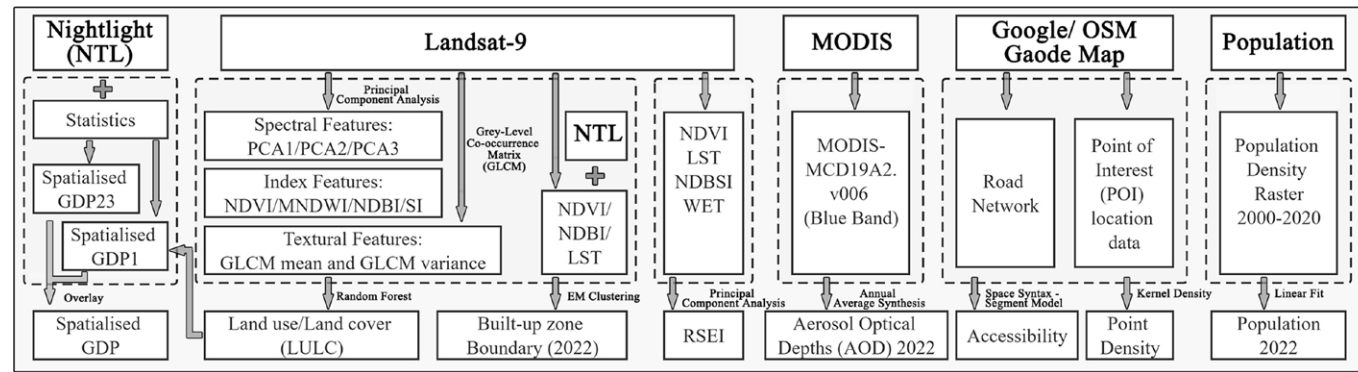 Nightlight
(NTL)
Landsat-9
MODIS
Google/ OSM
Gaode Map
Population
Statistics
Spatialised
GDP23
Spatialised
GDP1
Overlay
Spatialised
GDP
Principal
Component Analysis
Spectral Features:
PCA1/PCA2/PCA3
Index Features:
NDVI/MNDWI/NDBI/SI
Textural Features:
GLCM mean and GLCM variance
Random Forest
Land use/Land cover
(LULC)
Grey-Level
Co-occurrence
Matrix
(GLCM)
NTL
NDVI/
NDBI/
LST
EM Clustering
Built-up zone
Boundary (2022)
NDVI
LST
NDBSI
WET
Principal
Component Analysis
RSEI
MODIS-
MCD19A2.
v006
(Blue Band)
Annual
Average Synthesis
Aerosol Optical
Depths (AOD) 2022
Road
Network
Space Syntax -
Segment Model
Accessibility
Point of
Interest
(POI)
location
data
Kernel Density
Point
Density
Population
Density
Raster
2000-2020
Linear Fit
Population
2022